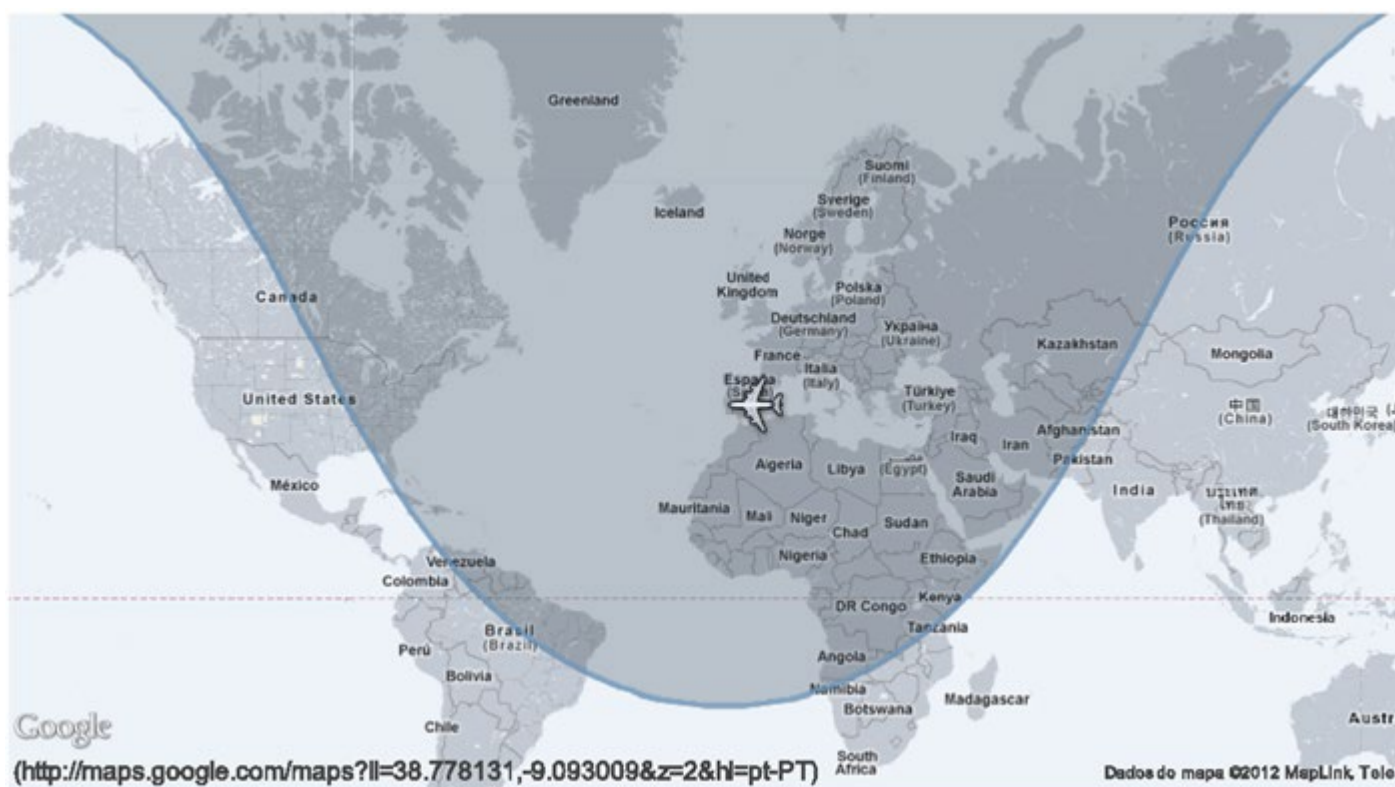 Greenland
Suomi
(Finland)
Iceland
Sverige
(Sweden)
Россия
(Russia)
Norge
(Norway)
United
Kingdom
Polska
(Poland)
Canada
Deutschland
(Germany)
Україна
(Ukraine)
Kazakhstan
Mongolia
France
Italia
(Italy)
España
United States
Türkiye
(Turkey)
中国
(China)
(South Korea)
Afghanistan
Iraq
Iran
Pakistan
Algeria
Libya
(Egypt)
Saudi
Arabia
India
México
(Thailand)
Mauritania
Mali
Niger
Chad
Sudan
Nigeria
Ethiopia
Venezuela
Colombia
DR Congo
Kenya
Indonesia
Brasil
(Brazil)
Tanzania
Perú
Angola
Bolivia
Namibia
Botswana
Madagascar
Chile
Austr
Google
South
Africa
(http://maps.google.com/maps?ll=38.778131,-9.093009&z=2&hl=pt-PT)
Dados do mapa ©2012 MapLink, Tele